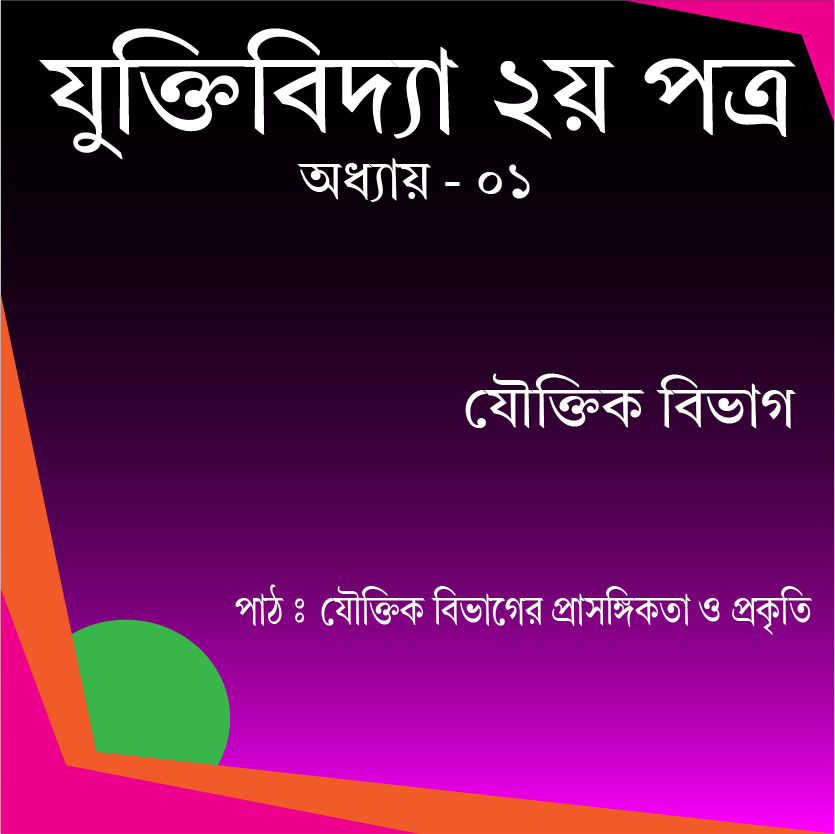 যুক্তিবিদ্যা ২য় পত্র
অধ্যায় - ০১
যৌক্তিক বিভাগ
পাঠ ঃ যৌক্তিক বিভাগের প্রাসঙ্গিকতা ও প্রকৃতি